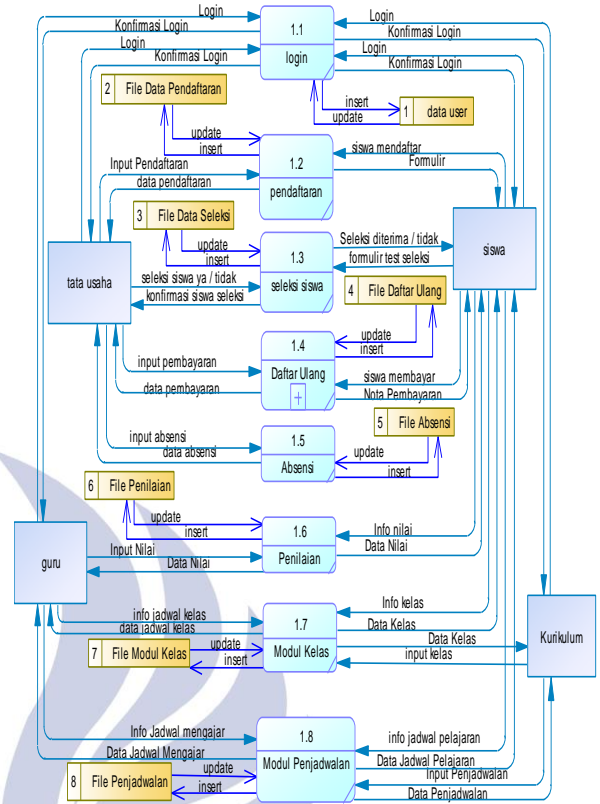 Login
Konfirmasi Login
Login
Konfirmasi Login
1.1
login
Login
Konfirmasi Login
Login
Konfirmasi Login
2 File Data Pendaftaran
insert
update
1 data user
update
insert
1.2
pendaftaran
siswa mendaftar
Formulir
Input Pendaftaran
data pendaftaran
3 File Data Seleksi
update
insert
1.3
seleksi siswa
Seleksi diterima / tidak
formulir test seleksi
siswa
tata usaha
seleksi siswa ya / tidak
konfirmasi siswa seleksi
4 File Daftar Ulang
update
insert
1.4
Daftar Ulang
+
input pembayaran
data pembayaran
siswa membayar
Nota Pembayaran
5 File Absensi
input absensi
data absensi
1.5
Absensi
update
insert
6 File Penilaian
update
insert
1.6
Penilaian
Info nilai
Data Nilai
guru
Input Nilai
Data Nilai
info jadwal kelas
data jadwal kelas
1.7
Modul Kelas
Info kelas
Data Kelas
Data Kelas
input kelas
Kurikulum
7 File Modul Kelas
update
insert
Info Jadwal mengajar
Data Jadwal Mengajar
1.8
Modul Penjadwalan
info jadwal pelajaran
Data Jadwal Pelajaran
Input Penjadwalan
Data Penjadwalan
8 File Penjadwalan
update
insert